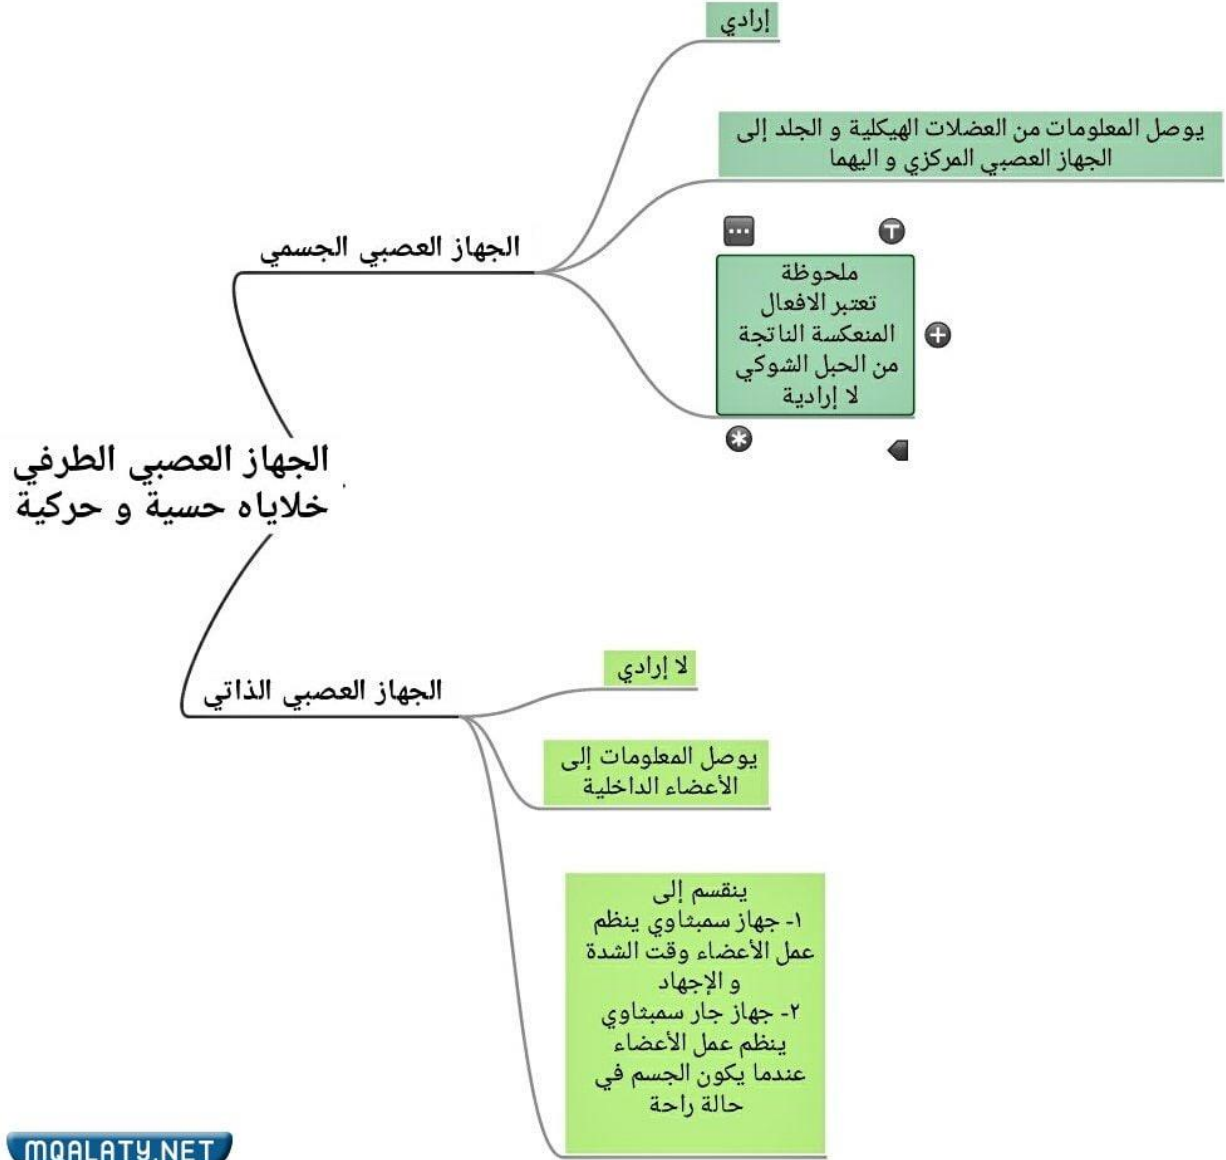 إرادي
يوصل المعلومات من العضلات الهيكلية و الجلد إلى
الجهاز العصبي المركزي و اليهما
الجهاز العصبي الجسمي
ملحوظة
تعتبر الافعال
المنعكسة الناتجة
من الحبل الشوكي
لا إرادية
الجهاز العصبي الطرفي
خلاياه حسية و حركية
لا إرادي
الجهاز العصبي الذاتي
يوصل المعلومات إلى
الأعضاء الداخلية
ينقسم إلى
١- جهاز سمبثاوي ينظم
عمل الأعضاء وقت الشدة
و الإجهاد
٢- جهاز جار سمبثاوي
ينظم عمل الأعضاء
عندما يكون الجسم في
حالة راحة
MQALATY.NET